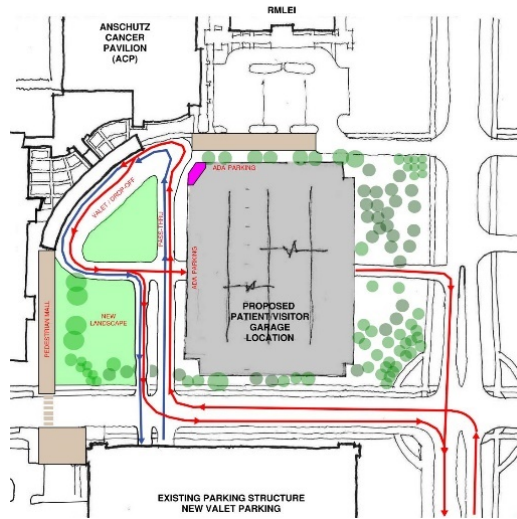 RMLEI
ANSCHUTZ
CANCER
PAVILION
(ACP)
ADA PARKING
VALET / DROP-OFF
PASS-THRU
ADA PARKING
PEDESTRIAN MALL
NEW
LANDSCAPE
PROPOSED
PATIENT/VISITOR
GARAGE
LOCATION
EXISTING PARKING STRUCTURE
NEW VALET PARKING